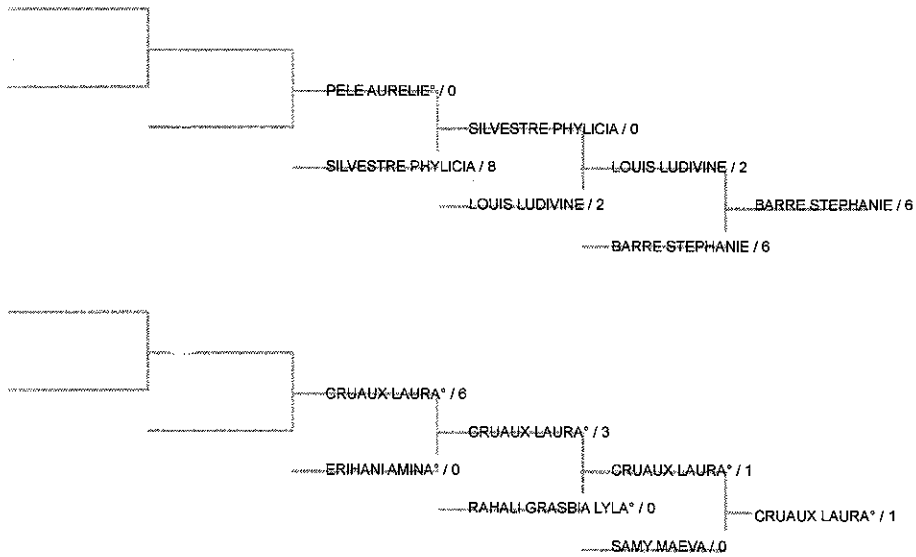 PELE AURELIE° / 0
SILVESTRE PHYLICIA / 0
SILVESTRE PHYLICIA / 8
LOUIS LUDIVINE / 2
LOUIS LUDIVINE / 2
BARRE STEPHANIE / 6
BARRE STEPHANIE / 6
CRUAUX LAURA° / 6
CRUAUX LAURA° / 3
ERIHANI AMINA° / 0
CRUAUX LAURA° / 1
RAHALI GRASBIA LYLA° / 0
CRUAUX LAURA° / 1
SAMY MAEVA / 0